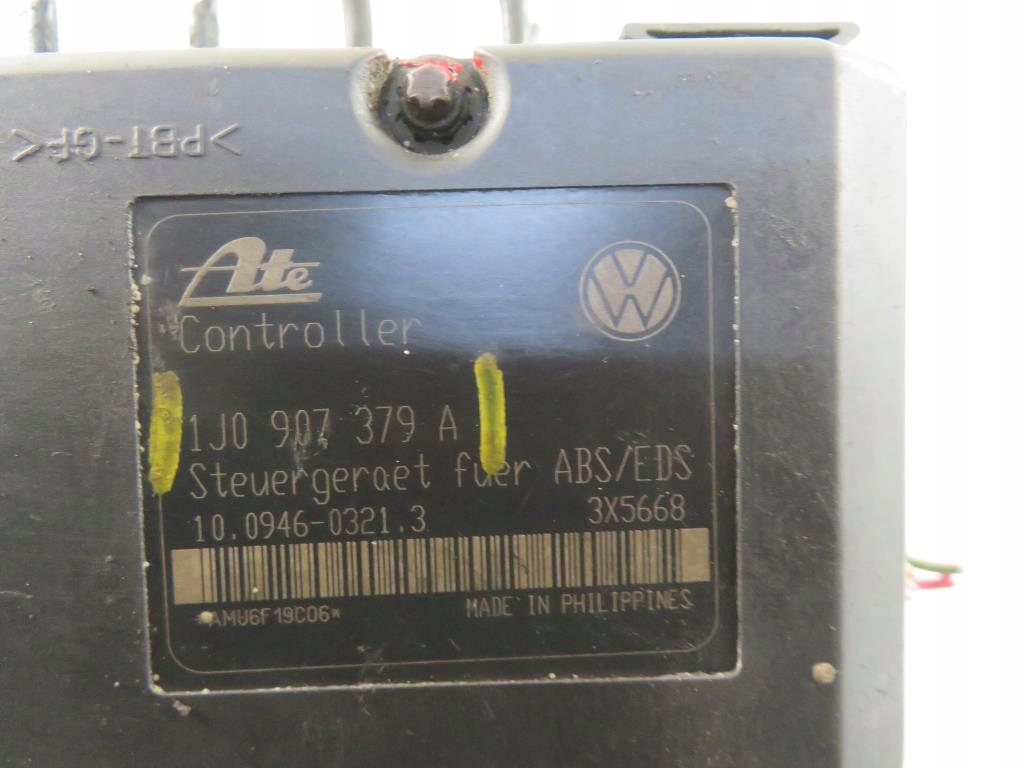 >PBT-GF<
Ate
VW
Controller
1J0 907 379 A
Steuergeraet fuer ABS/EDS
10.0946-0321.3 3X5668
*AMU6F19C06*
MADE IN PHILIPPINES